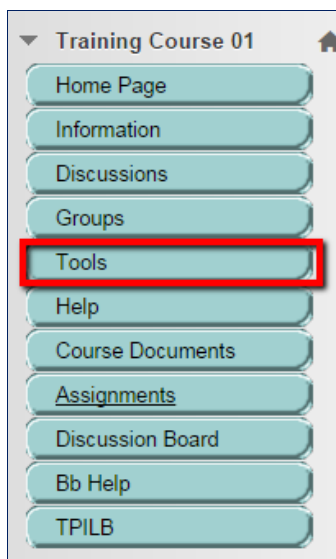 Training Course 01
Home Page
Information
Discussions
Groups
Tools
Help
Course Documents
Assignments
Discussion Board
Bb Help
TPILB